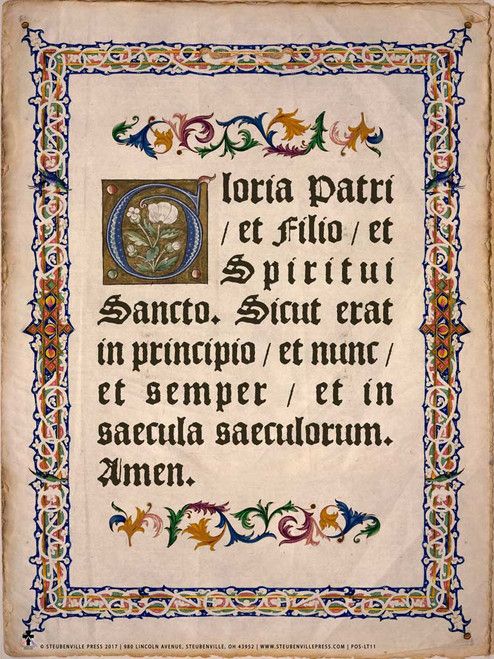 Gloria Patri
/ et Filio / et
Spiritui
Sancto. Sicut erat
in principio / et nunc /
et semper / et in
saecula saeculorum.
Amen.
© STEUBENVILLE PRESS 2017 | 980 LINCOLN AVENUE, STEUBENVILLE, OH 43952 | WWW.STEUBENVILLEPRESS.COM | POS-LT11